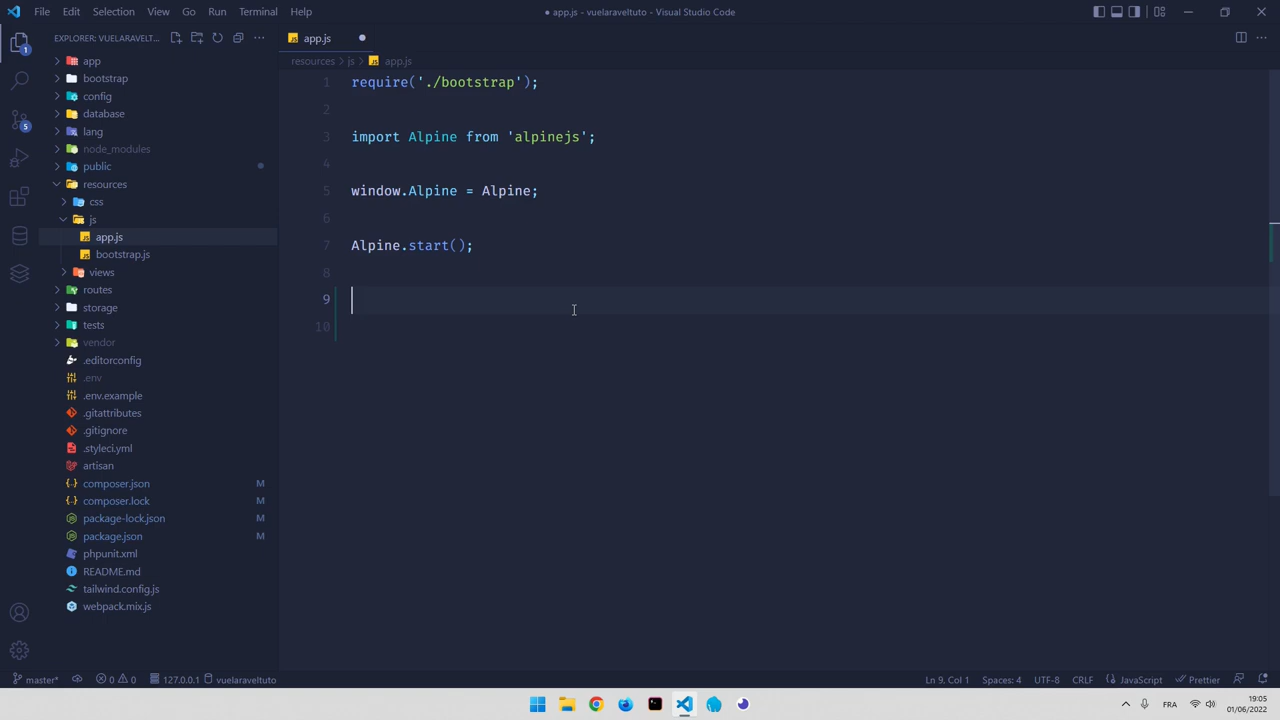 File Edit Selection View Go Run Terminal Help
● app.js - vuelaraveltuto - Visual Studio Code
EXPLORER: VUELARAVELT...
1
5
app
bootstrap
config
database
lang
node_modules
public
resources
css
js
app.js
bootstrap.js
views
routes
storage
tests
vendor
.editorconfig
.env
.env.example
.gitattributes
.gitignore
.styleci.yml
artisan
composer.json M
composer.lock M
package-lock.json M
package.json M
phpunit.xml
README.md
tailwind.config.js
webpack.mix.js
app.js
resources > js > app.js
1 require('./bootstrap');
2
3 import Alpine from 'alpinejs';
4
5 window.Alpine = Alpine;
6
7 Alpine.start();
8
9
10
master* 0 0 127.0.0.1 vuelaraveltuto
Ln 9, Col 1 Spaces: 4 UTF-8 CRLF JavaScript Prettier
FR
19:05
01/06/2022